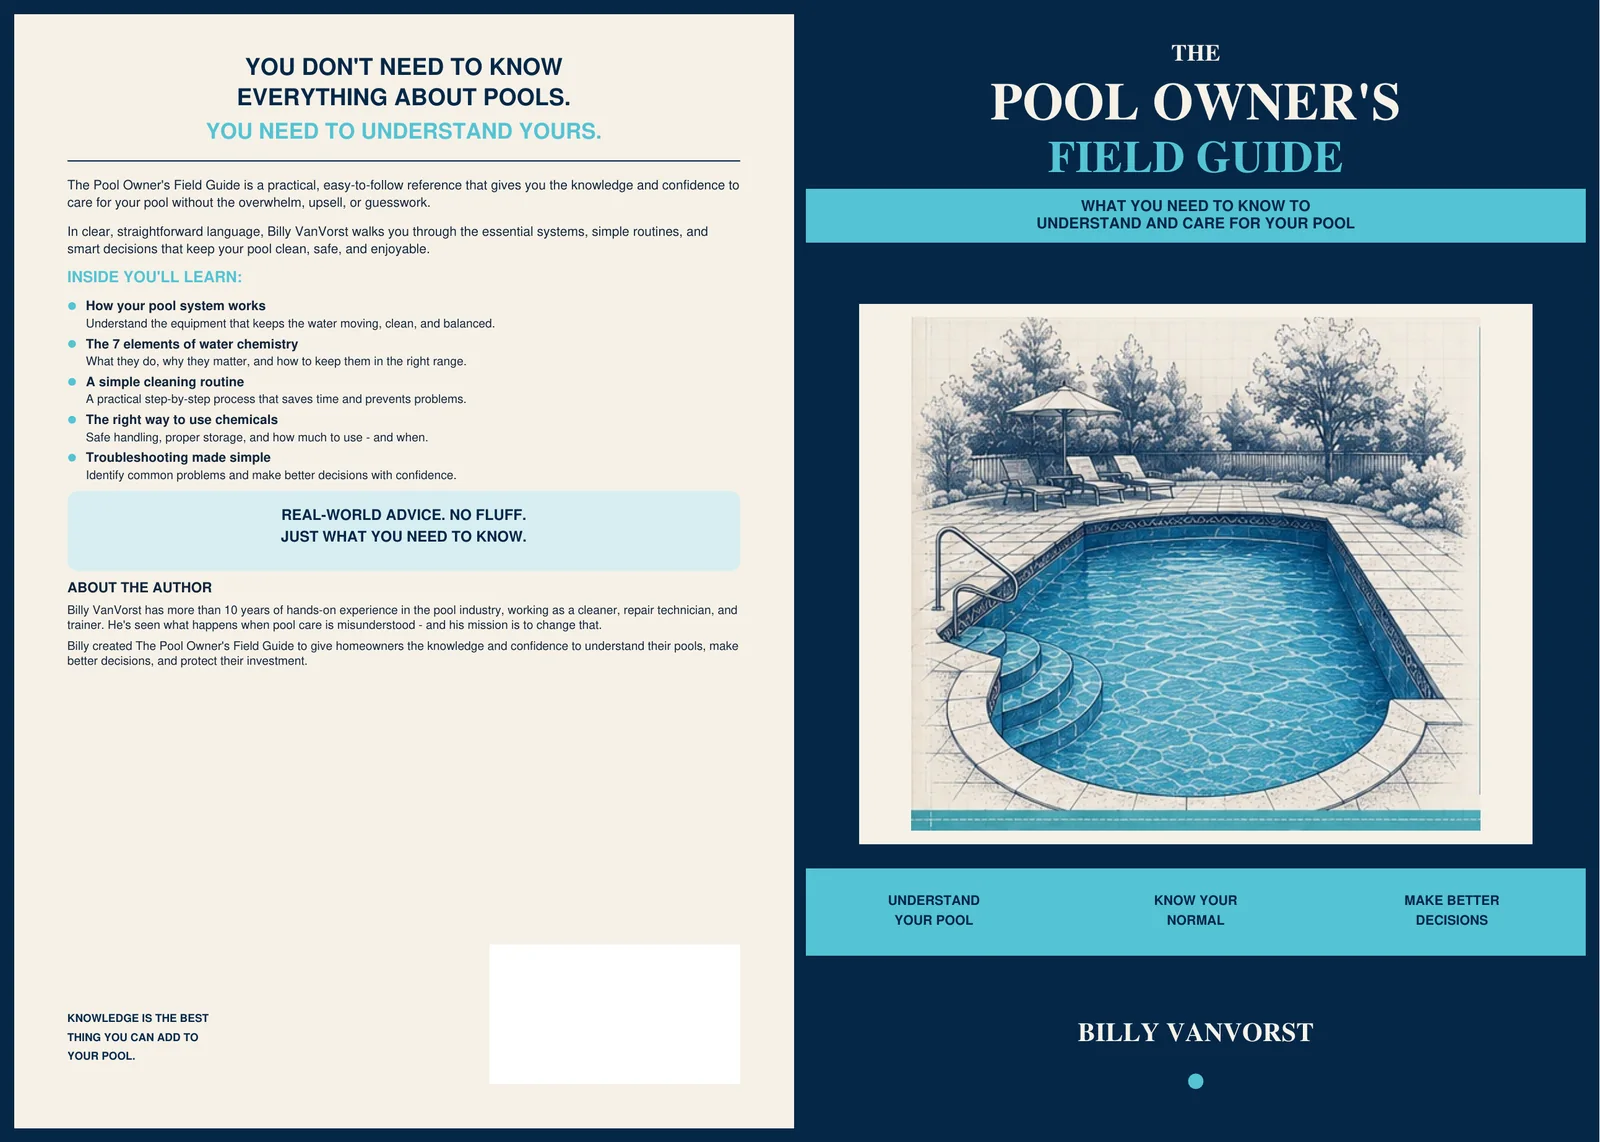 YOU DON'T NEED TO KNOW
EVERYTHING ABOUT POOLS.
YOU NEED TO UNDERSTAND YOURS.
The Pool Owner's Field Guide is a practical, easy-to-follow reference that gives you the knowledge and confidence to
care for your pool without the overwhelm, upsell, or guesswork.
In clear, straightforward language, Billy VanVorst walks you through the essential systems, simple routines, and
smart decisions that keep your pool clean, safe, and enjoyable.
INSIDE YOU'LL LEARN:
How your pool system works
Understand the equipment that keeps the water moving, clean, and balanced.
The 7 elements of water chemistry
What they do, why they matter, and how to keep them in the right range.
A simple cleaning routine
A practical step-by-step process that saves time and prevents problems.
The right way to use chemicals
Safe handling, proper storage, and how much to use - and when.
Troubleshooting made simple
Identify common problems and make better decisions with confidence.
REAL-WORLD ADVICE. NO FLUFF.
JUST WHAT YOU NEED TO KNOW.
ABOUT THE AUTHOR
Billy VanVorst has more than 10 years of hands-on experience in the pool industry, working as a cleaner, repair technician, and
trainer. He's seen what happens when pool care is misunderstood - and his mission is to change that.
Billy created The Pool Owner's Field Guide to give homeowners the knowledge and confidence to understand their pools, make
better decisions, and protect their investment.
KNOWLEDGE IS THE BEST
THING YOU CAN ADD TO
YOUR POOL.
THE
POOL OWNER'S
FIELD GUIDE
WHAT YOU NEED TO KNOW TO
UNDERSTAND AND CARE FOR YOUR POOL
UNDERSTAND
YOUR POOL
KNOW YOUR
NORMAL
MAKE BETTER
DECISIONS
BILLY VANVORST